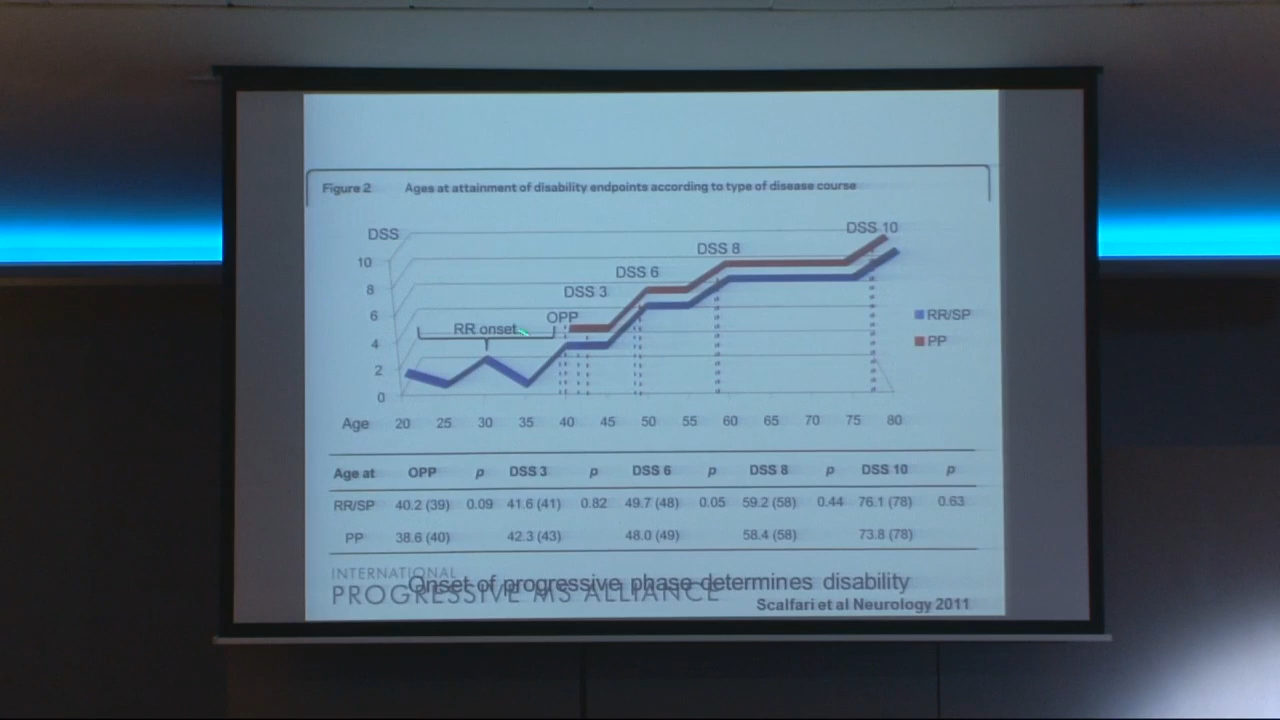 Figure 2 Ages at attainment of disability endpoints according to type of disease course
DSS
DSS 10
DSS 8
10
DSS 6
8
DSS 3
6
OPP
RR/SP
RR onset
4
PP
2
0
Age 20 25 30 35 40 45 50 55 60 65 70 75 80
Age at OPP p DSS 3 p DSS 6 p DSS 8 p DSS 10 p
RR/SP 40.2 (39) 0.09 41.6 (41) 0.82 49.7 (48) 0.05 59.2 (58) 0.44 76.1 (78) 0.63
PP 38.6 (40) 42.3 (43) 48.0 (49) 58.4 (58) 73.8 (78)
INTERNATIONAL
Onset of progressive phase determines disability
PROGRESSIVE MS ALLIANCE
Scalfari et al Neurology 2011